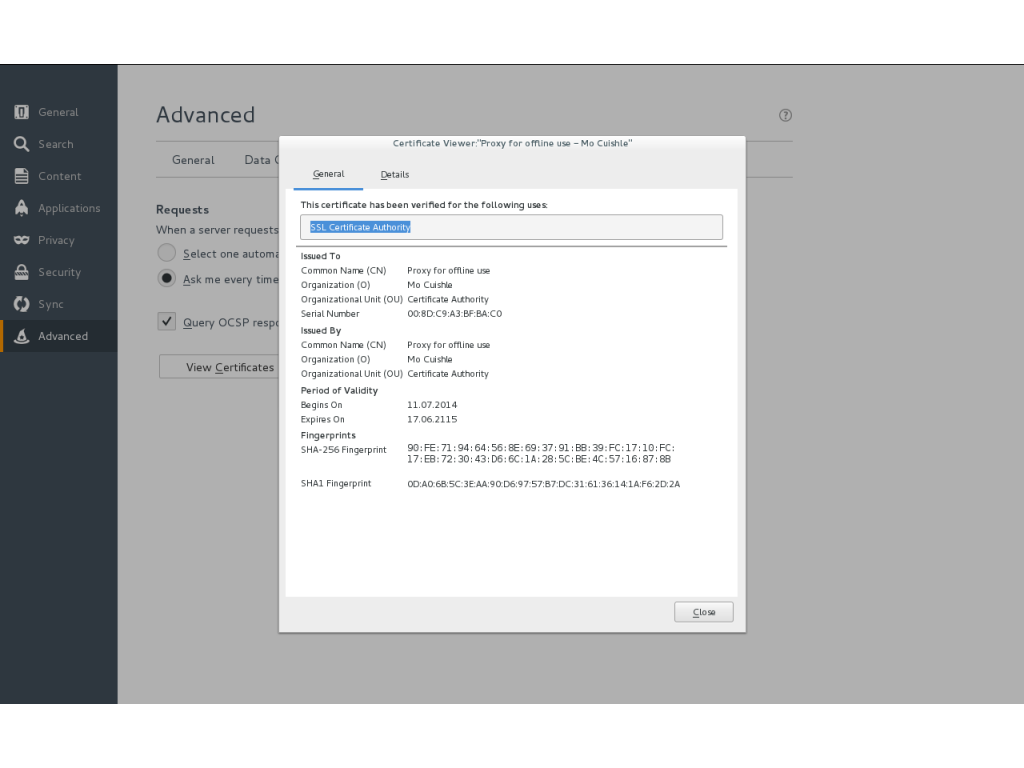 General
Search
Content
Applications
Privacy
Security
Sync
Advanced
Advanced
General Data
Requests
When a server requests
Select one
Ask me every time
Query OCSP
View Certificates
Certificate Viewer:"Proxy for offline use - Mo Cuishle"
General Details
This certificate has been verified for the following uses:
SSL Certificate Authority
Issued To
Common Name (CN) Proxy for offline use
Organization (O) Mo Cuishle
Organizational Unit (OU) Certificate Authority
Serial Number 00:8D:C9:A3:BF:BA:C0
Issued By
Common Name (CN) Proxy for offline use
Organization (O) Mo Cuishle
Organizational Unit (OU) Certificate Authority
Period of Validity
Begins On 11.07.2014
Expires On 17.06.2115
Fingerprints
SHA-256 Fingerprint 90:FE:71:94:64:56:8E:69:37:91:BB:39:FC:17:10:FC:
17:EB:72:30:43:D6:6C:1A:28:5C:BE:4C:57:16:87:8B
SHA1 Fingerprint 0D:A0:6B:5C:3E:AA:90:D6:97:57:B7:DC:31:61:36:14:1A:F6:2D:2A
Close